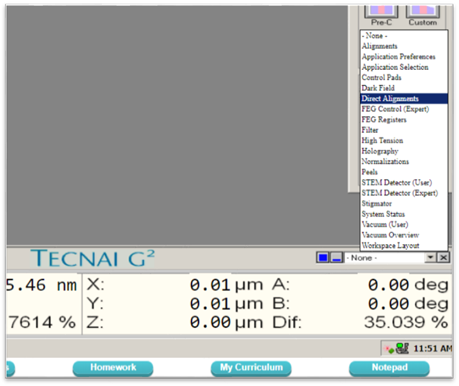 Pre-C Custom
- None -
Alignments
Application Preferences
Application Selection
Control Pads
Dark Field
Direct Alignments
FEG Control (Expert)
FEG Registers
Filter
High Tension
Holography
Normalizations
Peels
STEM Detector (User)
STEM Detector (Expert)
Stigmator
System Status
Vacuum (User)
Vacuum Overview
Workspace Layout
TECNAI G²
- None -
5.46 nm X: 0.01 μm A: 0.00 deg
Y: 0.01 μm B: 0.00 deg
7614 % Z: 0.00 μm Dif: 35.039 %
11:51 AM
s Homework My Curriculum Notepad